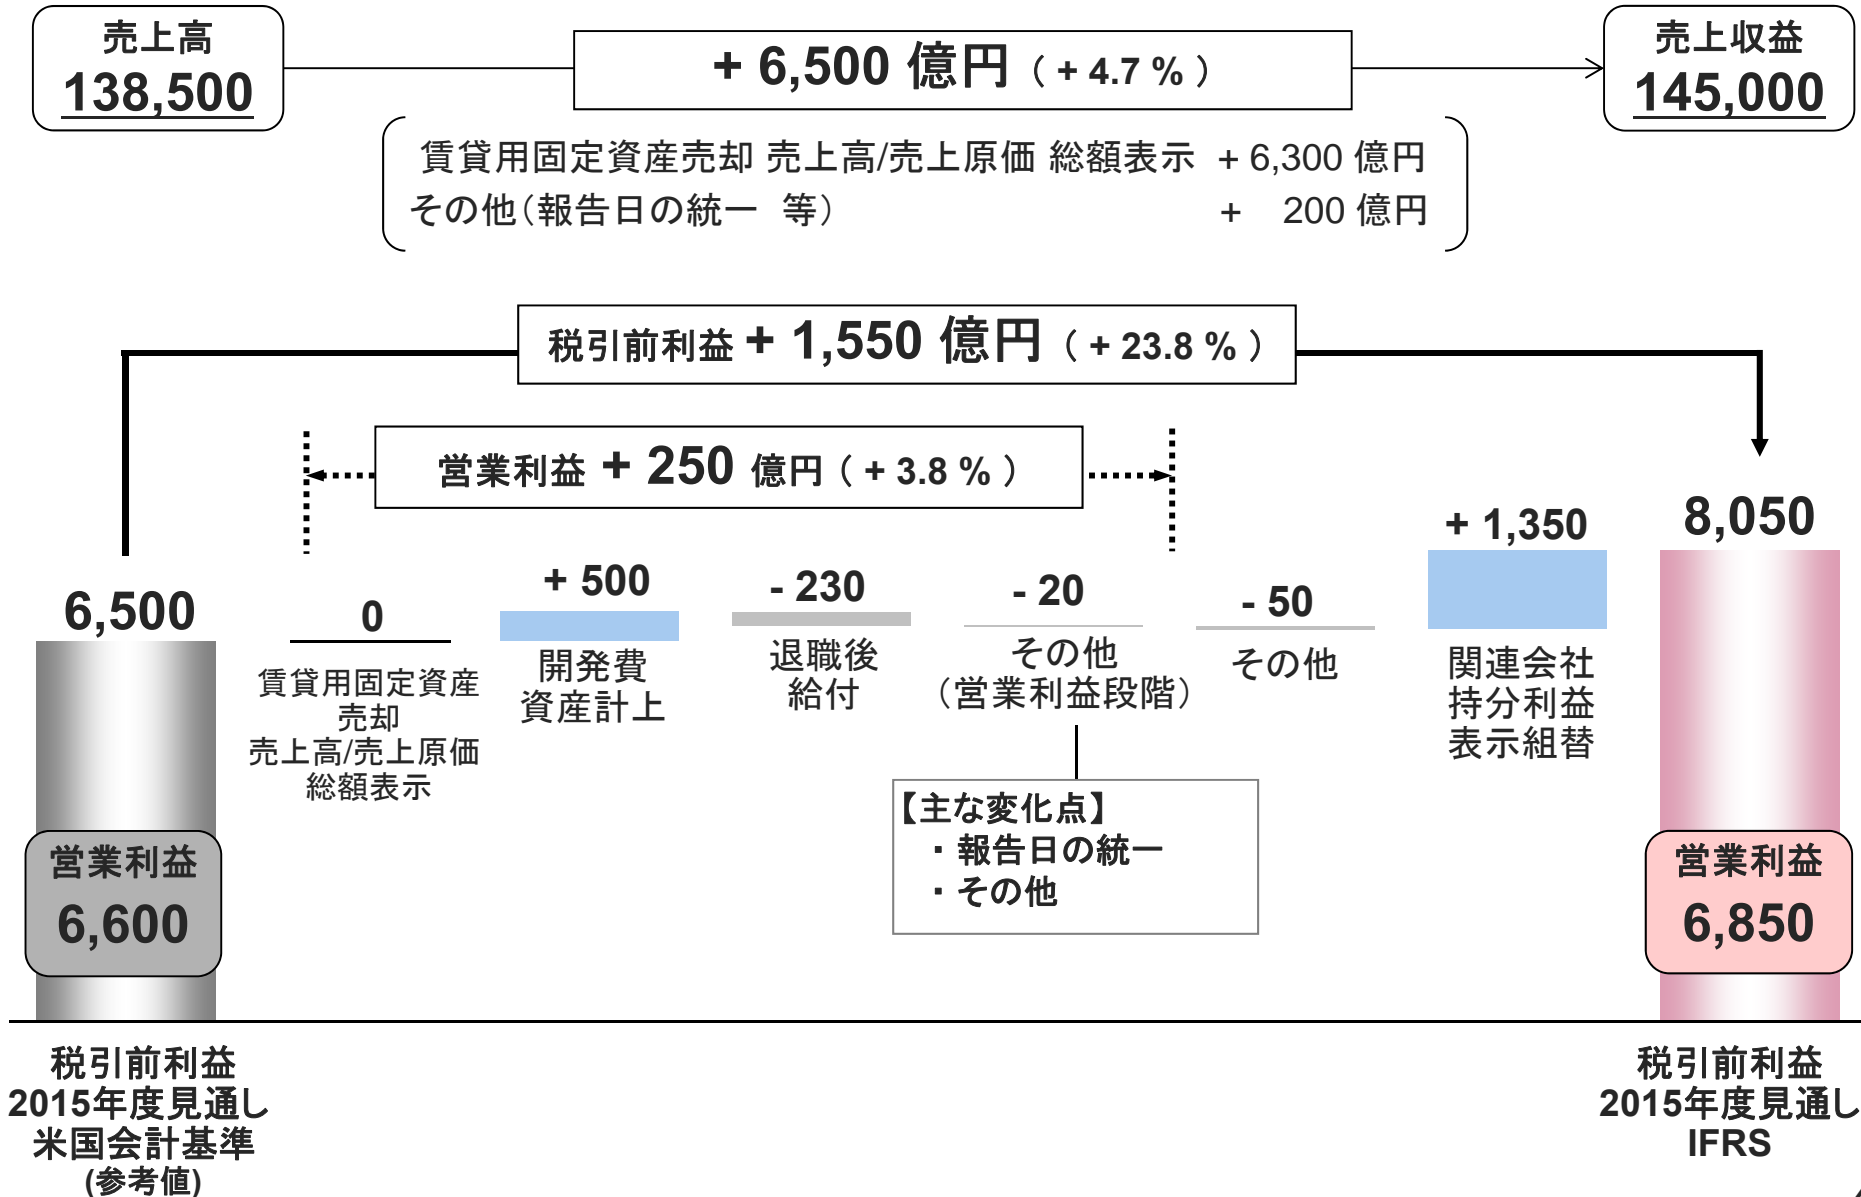 売上高
138,500
+ 6,500 億円 ( + 4.7 % )
売上収益
145,000
賃貸用固定資産売却 売上高/売上原価 総額表示 + 6,300 億円
その他(報告日の統一 等) + 200 億円
税引前利益 + 1,550 億円 ( + 23.8 % )
営業利益 + 250 億円 ( + 3.8 % )
6,500
0
賃貸用固定資産
売却
売上高/売上原価
総額表示
+ 500
開発費
資産計上
- 230
退職後
給付
- 20
その他
(営業利益段階)
- 50
その他
+ 1,350
関連会社
持分利益
表示組替
8,050
【主な変化点】
・報告日の統一
・その他
営業利益
6,600
営業利益
6,850
税引前利益
2015年度見通し
米国会計基準
(参考値)
税引前利益
2015年度見通し
IFRS